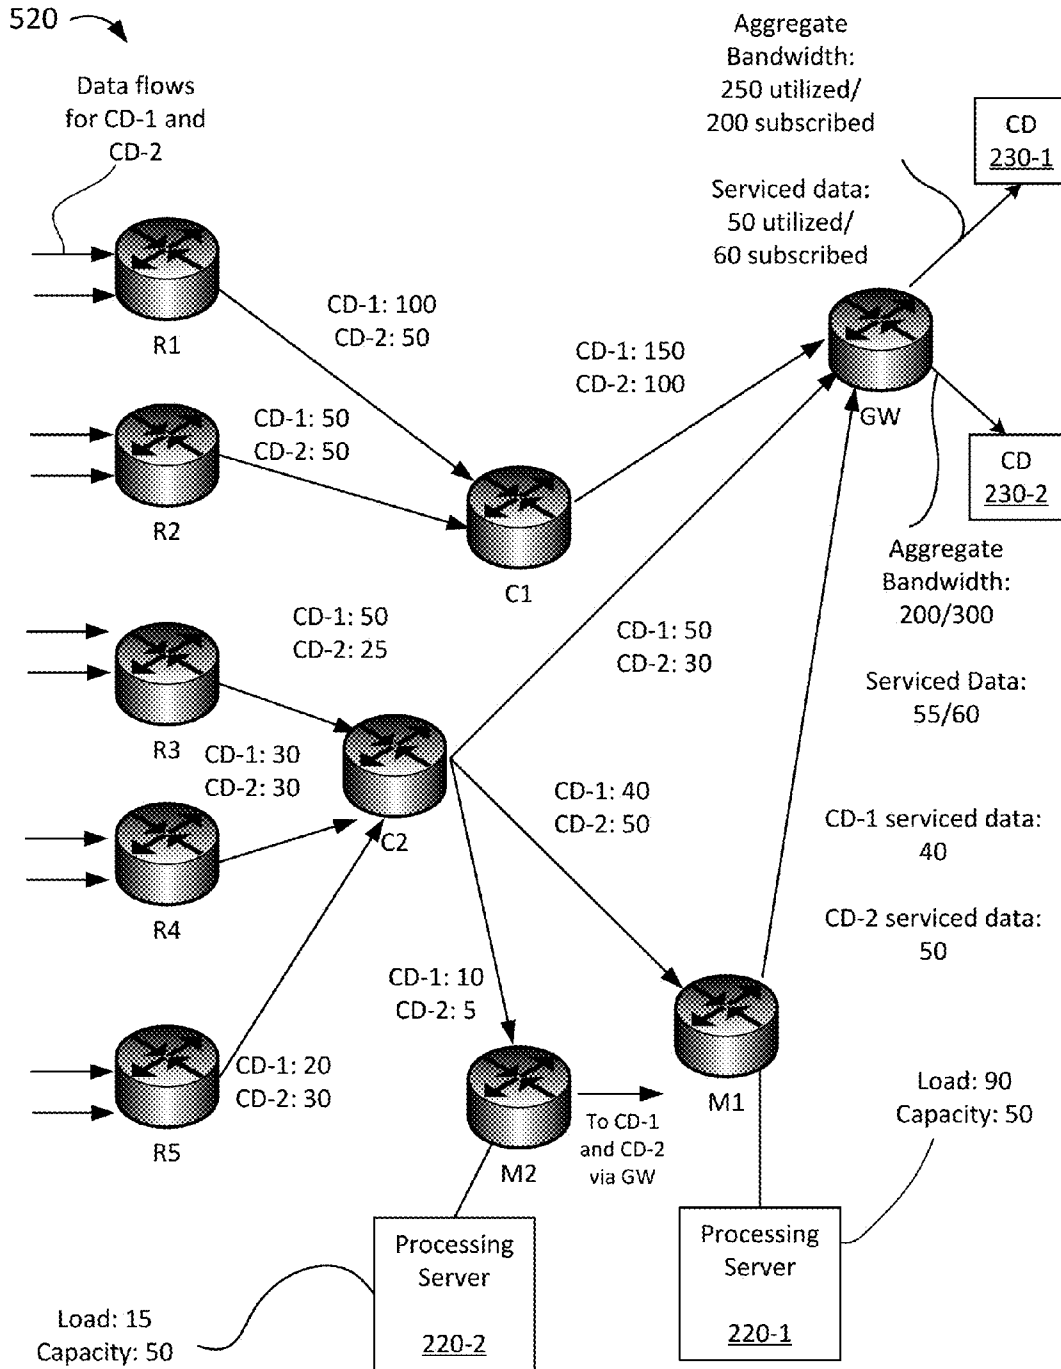 520
Data flows
for CD-1 and
CD-2
Aggregate
Bandwidth:
250 utilized/
200 subscribed
Serviced data:
50 utilized/
60 subscribed
CD
230-1
R1
CD-1: 100
CD-2: 50
CD-1: 150
CD-2: 100
GW
CD
230-2
R2
CD-1: 50
CD-2: 50
C1
Aggregate
Bandwidth:
200/300
Serviced Data:
55/60
R3
CD-1: 50
CD-2: 25
CD-1: 50
CD-2: 30
CD-1: 30
CD-2: 30
C2
CD-1: 40
CD-2: 50
CD-1 serviced data:
40
CD-2 serviced data:
50
R4
CD-1: 10
CD-2: 5
R5
CD-1: 20
CD-2: 30
M2
To CD-1
and CD-2
via GW
M1
Load: 90
Capacity: 50
Processing
Server
220-2
Processing
Server
220-1
Load: 15
Capacity: 50